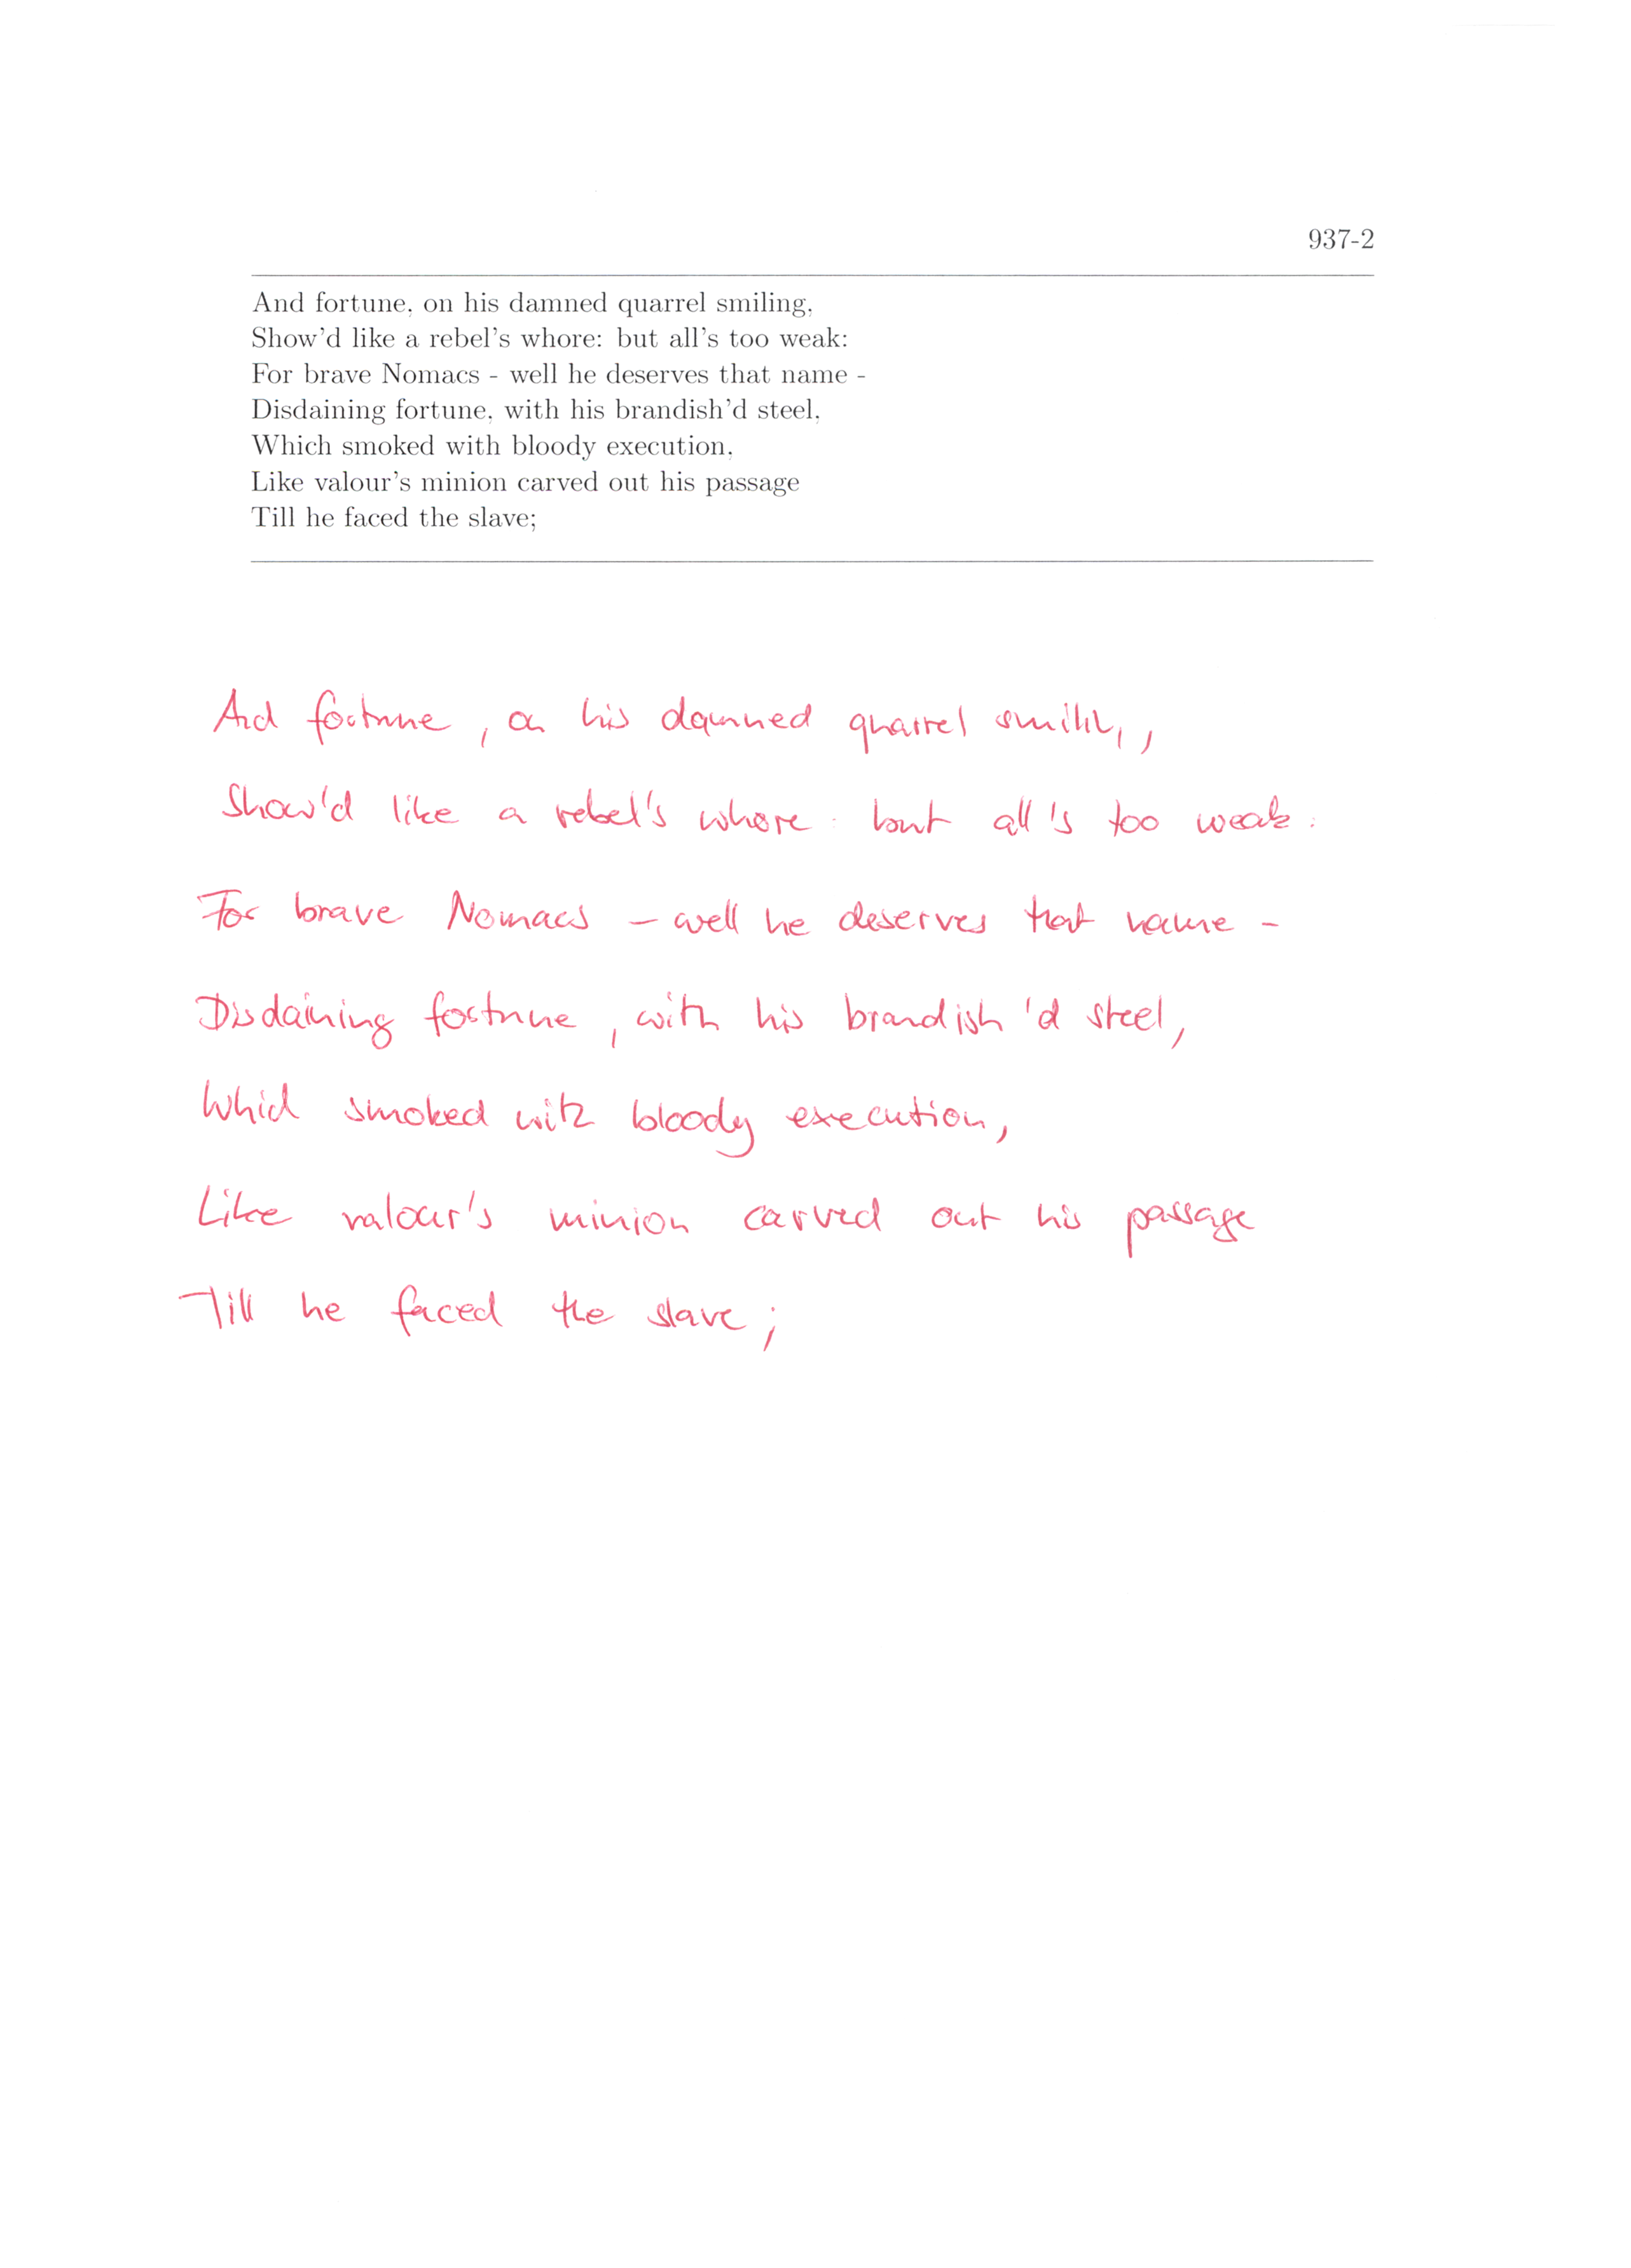 937-2
And fortune, on his damned quarrel smiling,
Show'd like a rebel's whore: but all's too weak:
For brave Nomacs - well he deserves that name -
Disdaining fortune, with his brandish'd steel,
Which smoked with bloody execution,
Like valour's minion carved out his passage
Till he faced the slave;
And fortune, on his damned quarrel smiling,
Show'd like a rebel's whore: but all's too weak:
For brave Nomacs - well he deserves that name -
Disdaining fortune, with his brandish'd steel,
Which smoked with bloody execution,
Like valour's minion carved out his passage
Till he faced the slave;